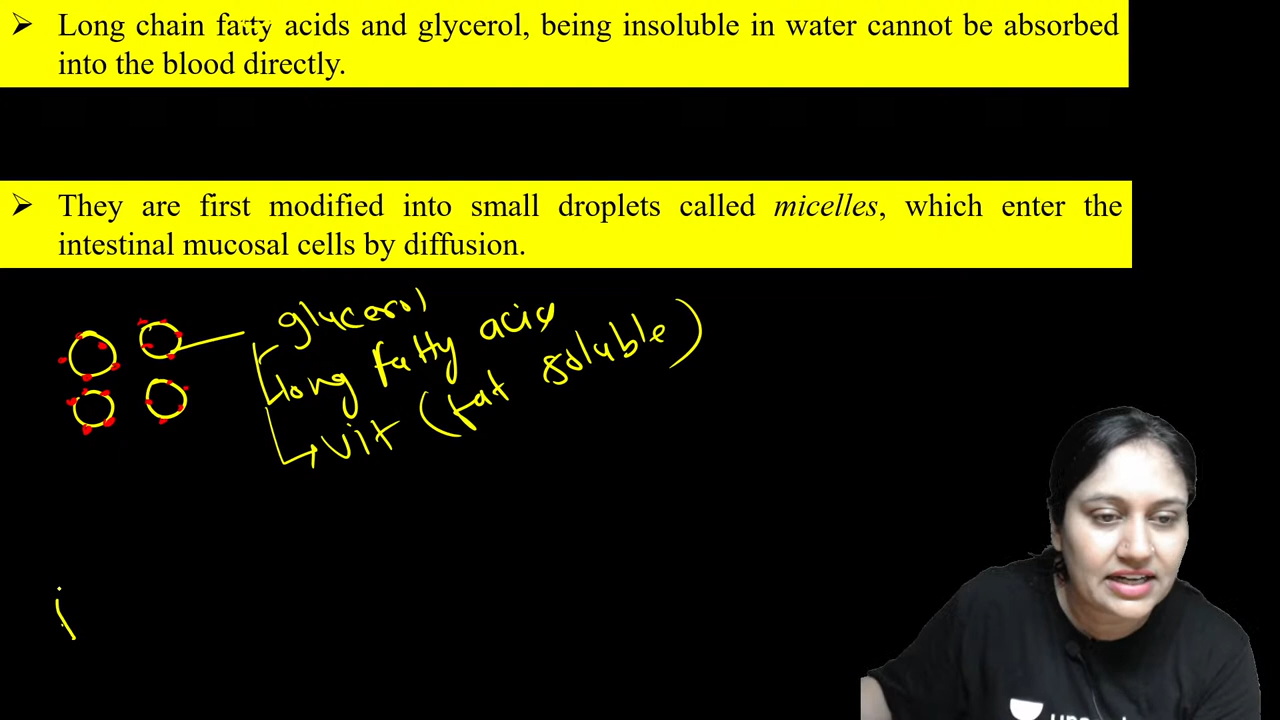 ➢ Long chain fatty acids and glycerol, being insoluble in water cannot be absorbed
into the blood directly.
➢ They are first modified into small droplets called micelles, which enter the
intestinal mucosal cells by diffusion.
glycerol
long fatty acid
vit (fat soluble)